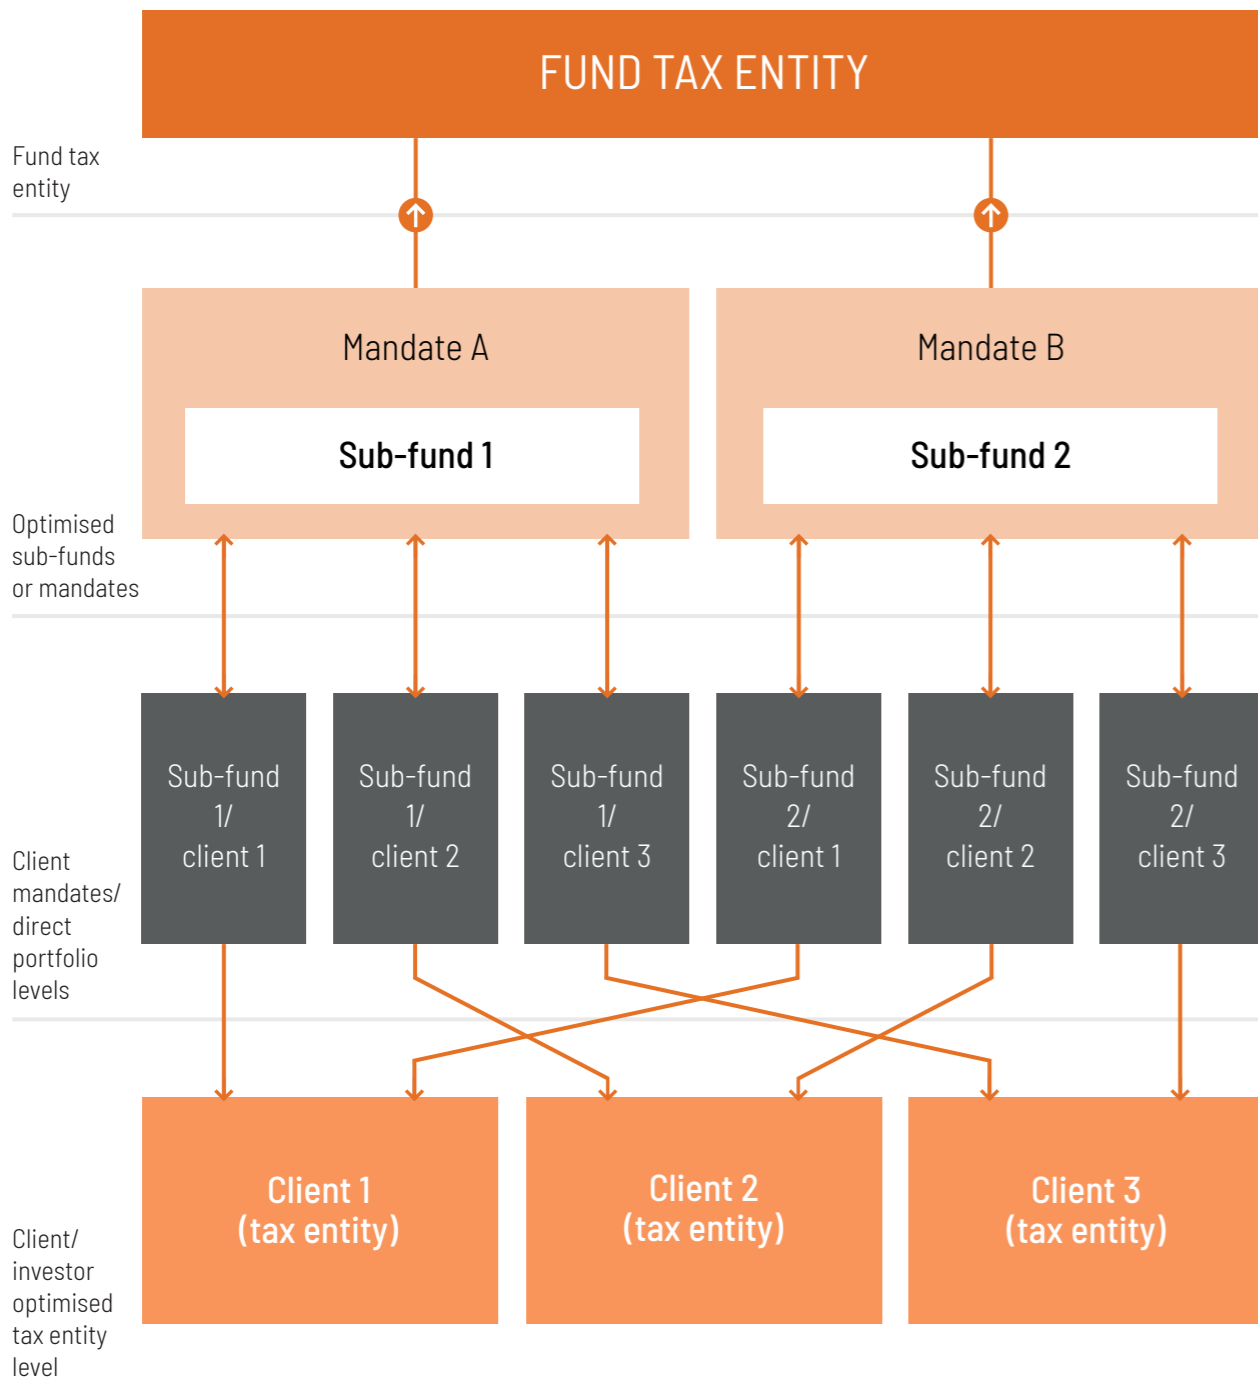 FUND TAX ENTITY
Fund tax
entity
Mandate A
Mandate B
Sub-fund 1
Sub-fund 2
Optimised
sub-funds
or mandates
Sub-fund
1/
client 1
Sub-fund
1/
client 2
Sub-fund
1/
client 3
Sub-fund
2/
client 1
Sub-fund
2/
client 2
Sub-fund
2/
client 3
Client
mandates/
direct
portfolio
levels
Client 1
(tax entity)
Client 2
(tax entity)
Client 3
(tax entity)
Client/
investor
optimised
tax entity
level